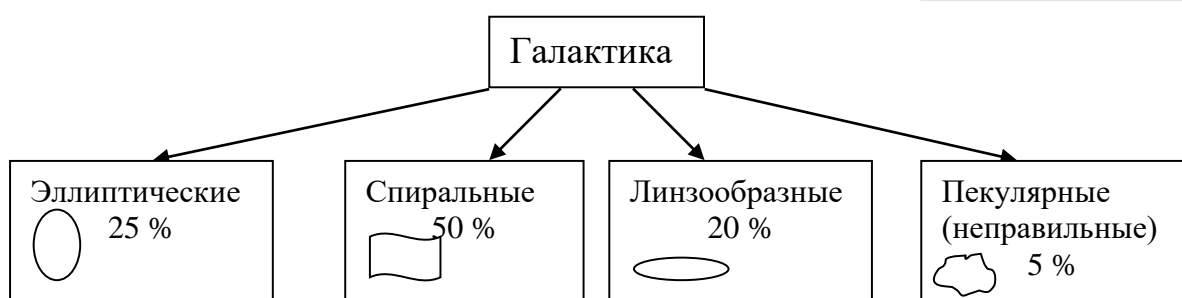 Галактика
Эллиптические
25 %
Спиральные
50 %
Линзообразные
20 %
Пекулярные
(неправильные)
5 %